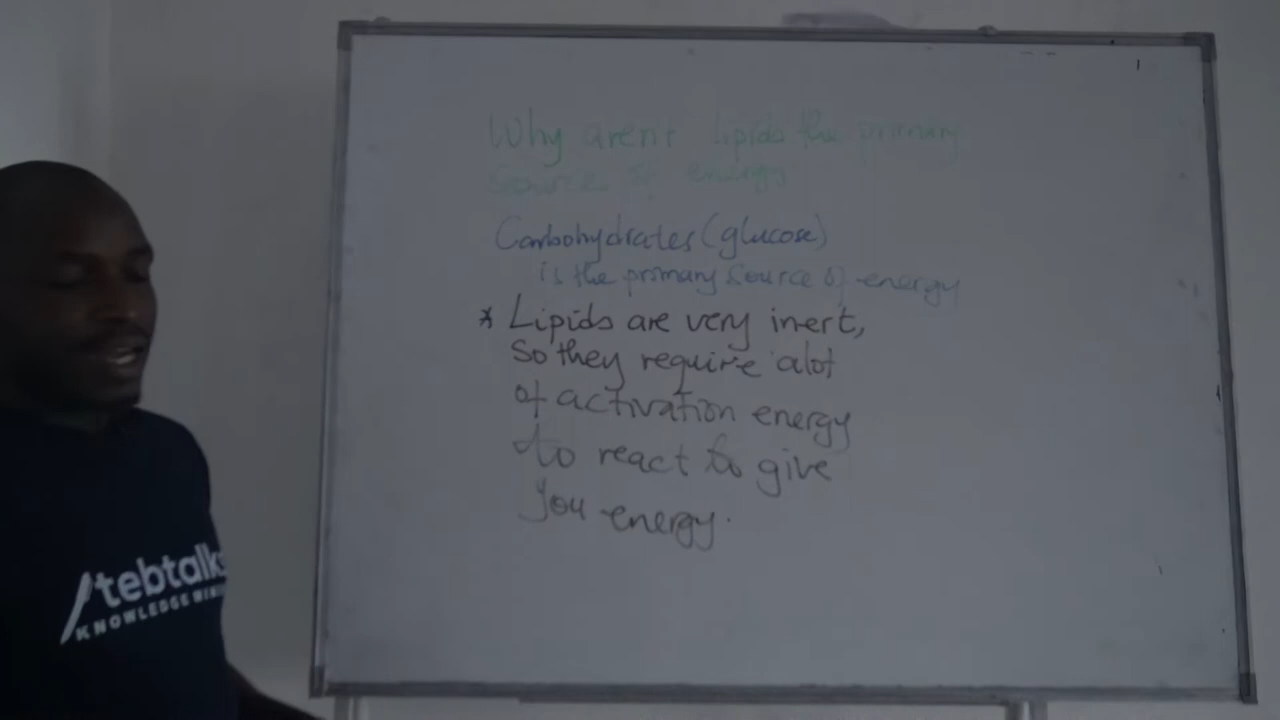 Why aren't lipids the primary
source of energy
Carbohydrates (glucose)
is the primary source of energy
* Lipids are very inert,
So they require alot
of activation energy
to react to give
you energy.
tebtalks
KNOWLEDGE